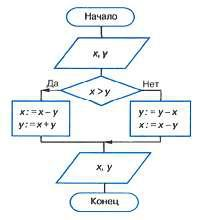 Начало
x, y
x > y
Да
Нет
x := x – y
y := x + y
y := y – x
x := x – y
x, y
Конец